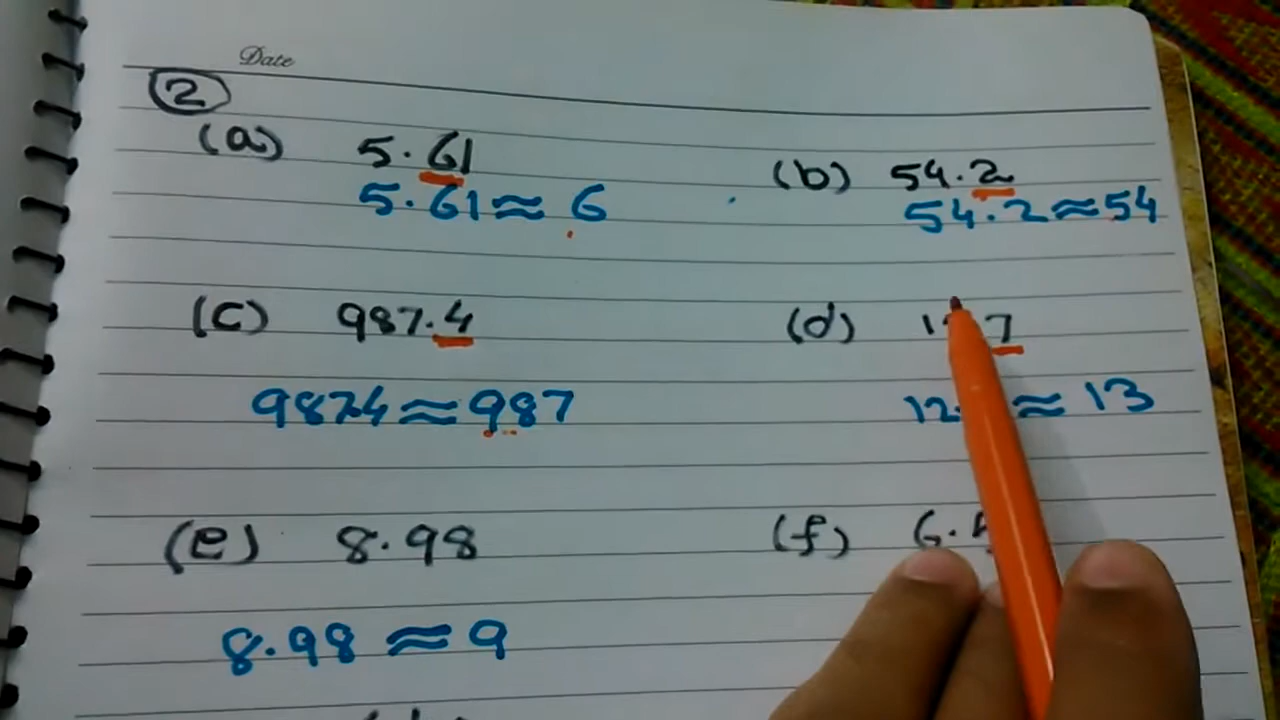 Date
2
(a) 5.61
5.61≈6
(b) 54.2
54.2≈54
(c) 987.4
987.4≈987
(d)
≈ 13
(e) 8.98
8.98≈9
(f) 6.